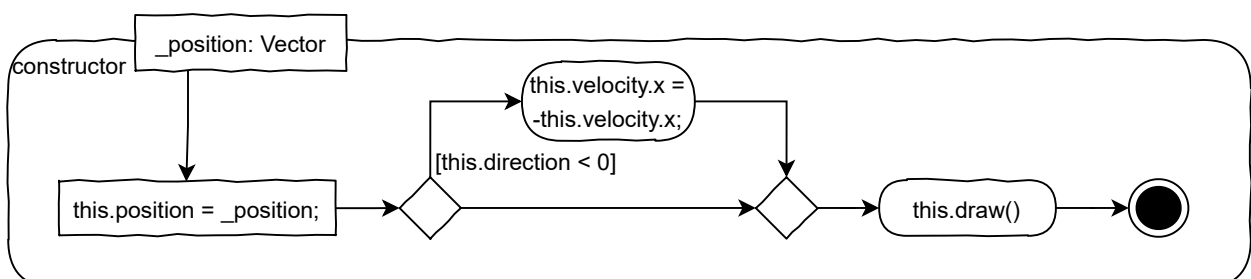 _position: Vector
constructor
this.velocity.x =
-this.velocity.x;
[this.direction < 0]
this.position = _position;
this.draw()